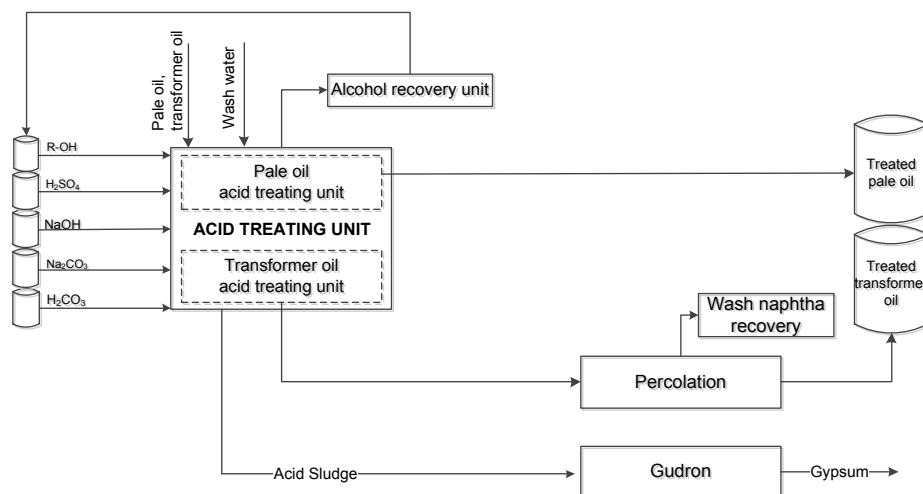 Pale oil,
transformer oil
Wash water
Alcohol recovery unit
R-OH
H₂SO₄
NaOH
Na₂CO₃
H₂CO₃
Pale oil
acid treating unit
ACID TREATING UNIT
Transformer oil
acid treating unit
Treated
pale oil
Treated
transformer
oil
Wash naphtha
recovery
Percolation
Acid Sludge
Gudron
Gypsum